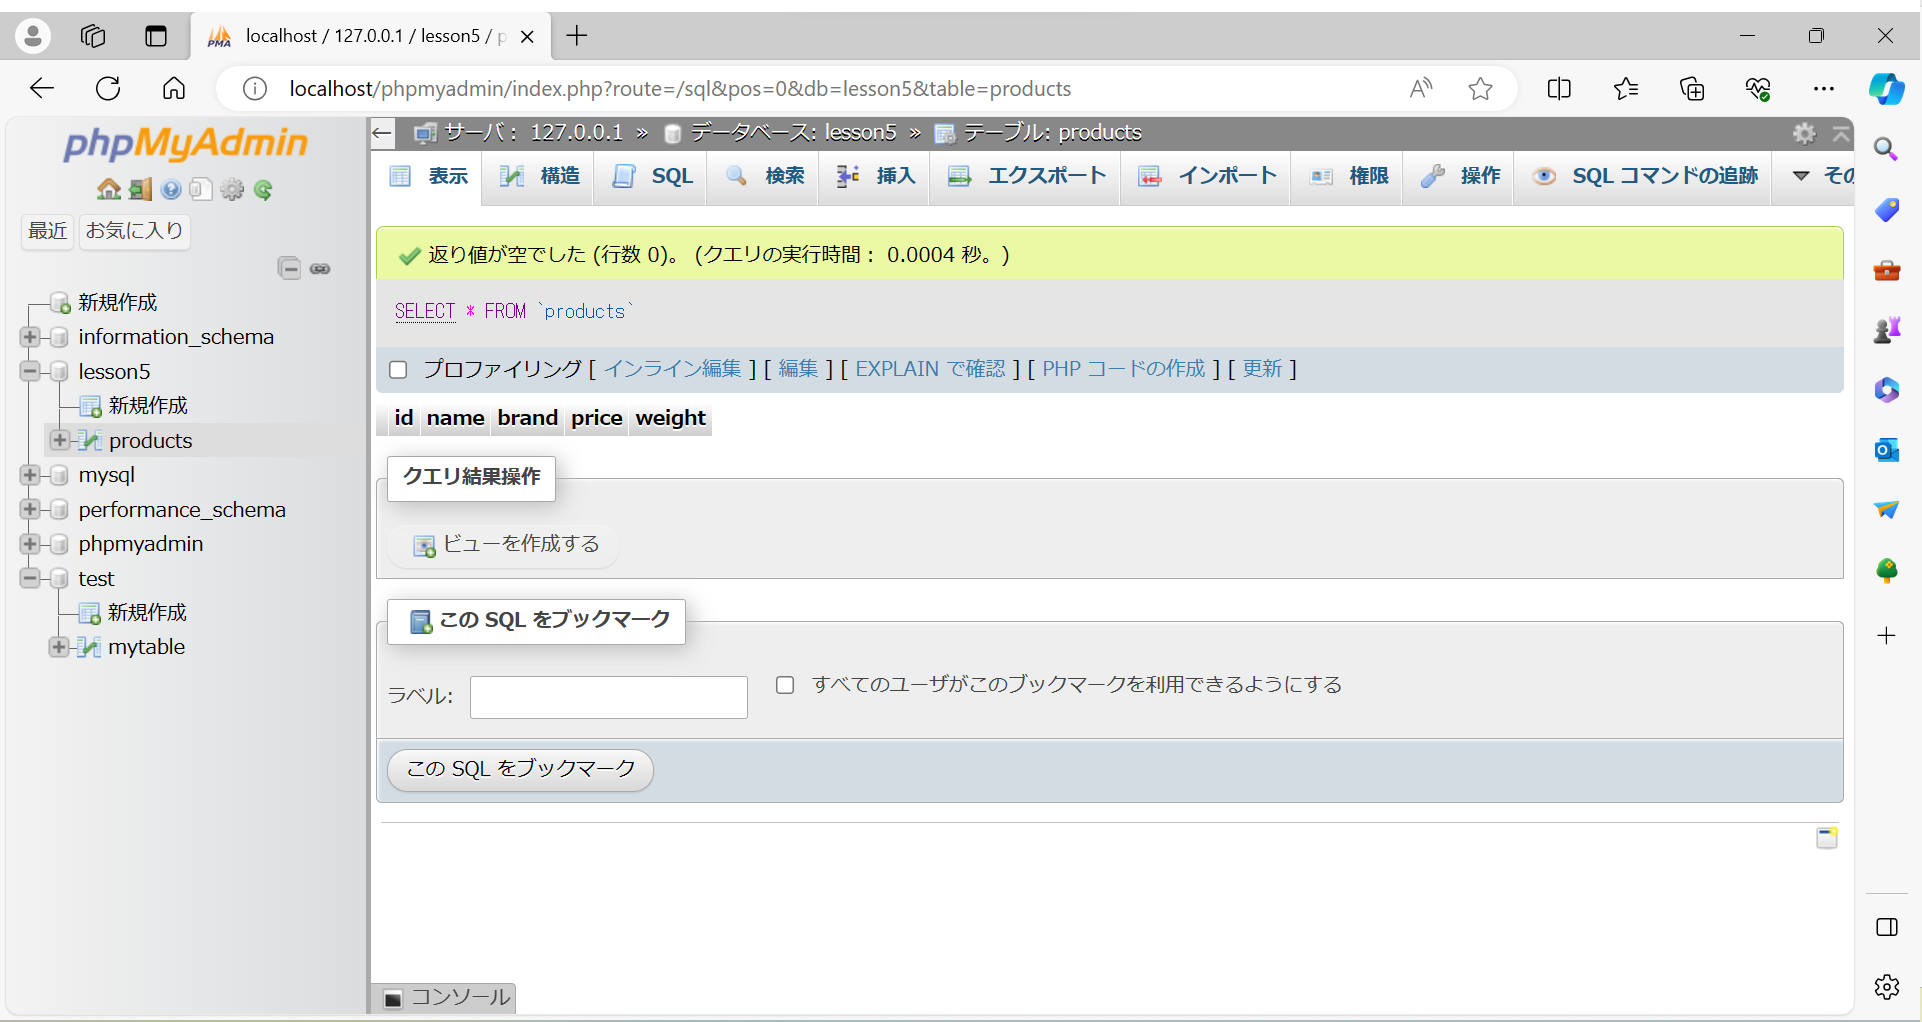 PMA localhost / 127.0.0.1 / lesson5 / p
localhost/phpmyadmin/index.php?route=/sql&pos=0&db=lesson5&table=products
phpMyAdmin
最近 お気に入り
新規作成
information_schema
lesson5
新規作成
products
mysql
performance_schema
phpmyadmin
test
新規作成
mytable
サーバ: 127.0.0.1 » データベース: lesson5 » テーブル: products
表示 構造 SQL 検索 挿入 エクスポート インポート 権限 操作 SQL コマンドの追跡 その
返り値が空でした (行数 0)。 (クエリの実行時間: 0.0004 秒。)
SELECT * FROM `products`
プロファイリング [ インライン編集 ] [ 編集 ] [ EXPLAIN で確認 ] [ PHP コードの作成 ] [ 更新 ]
id name brand price weight
クエリ結果操作
ビューを作成する
この SQL をブックマーク
ラベル: すべてのユーザがこのブックマークを利用できるようにする
この SQL をブックマーク
コンソール